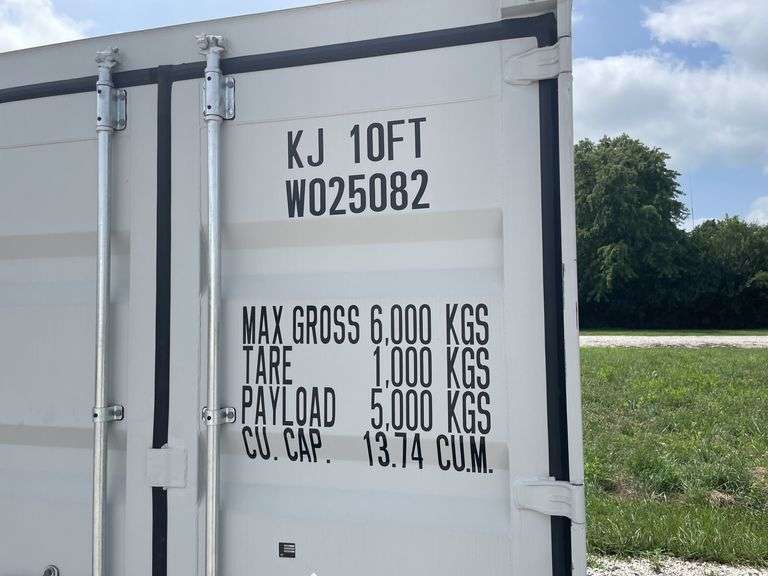 KJ 10FT
W025082
MAX GROSS 6,000 KGS
TARE 1,000 KGS
PAYLOAD 5,000 KGS
CU. CAP. 13.74 CU.M.